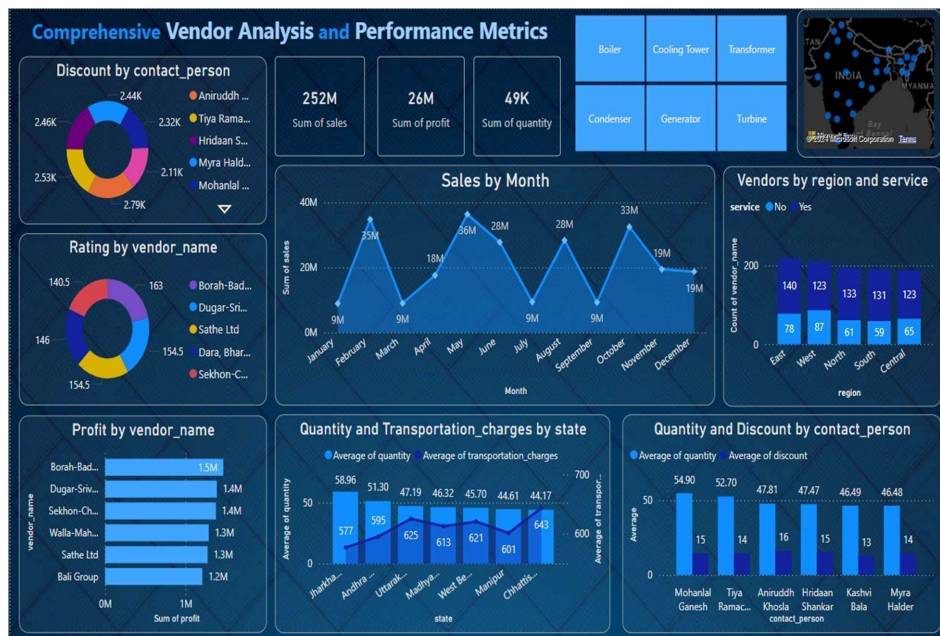 Comprehensive Vendor Analysis and Performance Metrics
Discount by contact_person
2.44K
2.32K
2.11K
2.79K
2.53K
2.46K
Aniruddh ...
Tiya Rama...
Hridaan S...
Myra Hald...
Mohanlal ...
252M
Sum of sales
26M
Sum of profit
49K
Sum of quantity
Boiler
Cooling Tower
Transformer
Condenser
Generator
Turbine
INDIA
MYANMA
Bay
of Bengal
© 2024 Microsoft Corporation Terms
Rating by vendor_name
163
154.5
154.5
146
140.5
Borah-Bad...
Dugar-Sri...
Sathe Ltd
Dara, Bhar...
Sekhon-C...
Sales by Month
Sum of sales
40M
20M
0M
9M
35M
9M
18M
36M
28M
9M
28M
9M
33M
19M
19M
January
February
March
April
May
June
July
August
September
October
November
December
Month
Vendors by region and service
service No Yes
Count of vendor_name
200
0
140
123
133
131
123
78
87
61
59
65
East
West
North
South
Central
region
Profit by vendor_name
vendor_name
Borah-Bad...
1.5M
Dugar-Sriv...
1.4M
Sekhon-Ch...
1.4M
Walla-Mah...
1.3M
Sathe Ltd
1.3M
Bali Group
1.2M
0M
1M
Sum of profit
Quantity and Transportation_charges by state
Average of quantity Average of transportation_charges
Average of quantity
50
0
58.96
51.30
47.19
46.32
45.70
44.61
44.17
577
595
625
613
621
601
643
700
600
Average of transpor...
Jharkha...
Andhra ...
Uttarak...
Madhya...
West Be...
Manipur
Chhattis...
state
Quantity and Discount by contact_person
Average of quantity Average of discount
Average
50
0
54.90
52.70
47.81
47.47
46.49
46.48
15
14
16
15
13
14
Mohanlal Ganesh
Tiya Ramac...
Aniruddh Khosla
Hridaan Shankar
Kashvi Bala
Myra Halder
contact_person